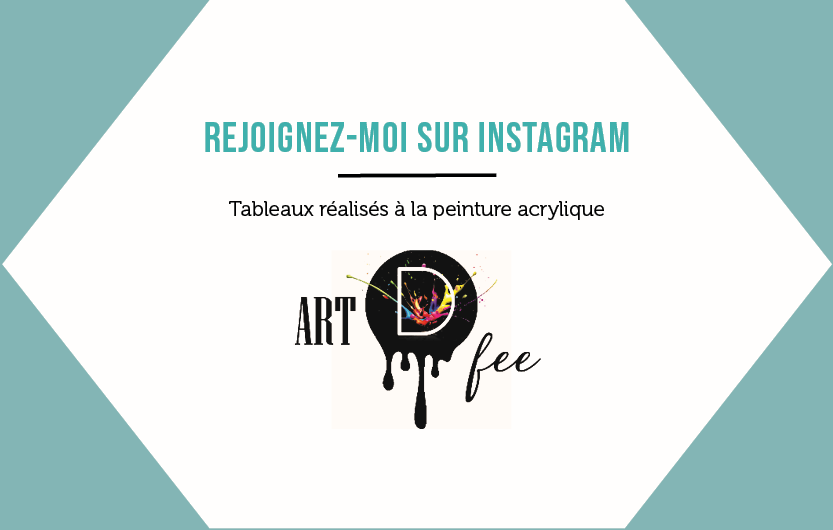 REJOIGNEZ-MOI SUR INSTAGRAM
Tableaux réalisés à la peinture acrylique
ART D fee